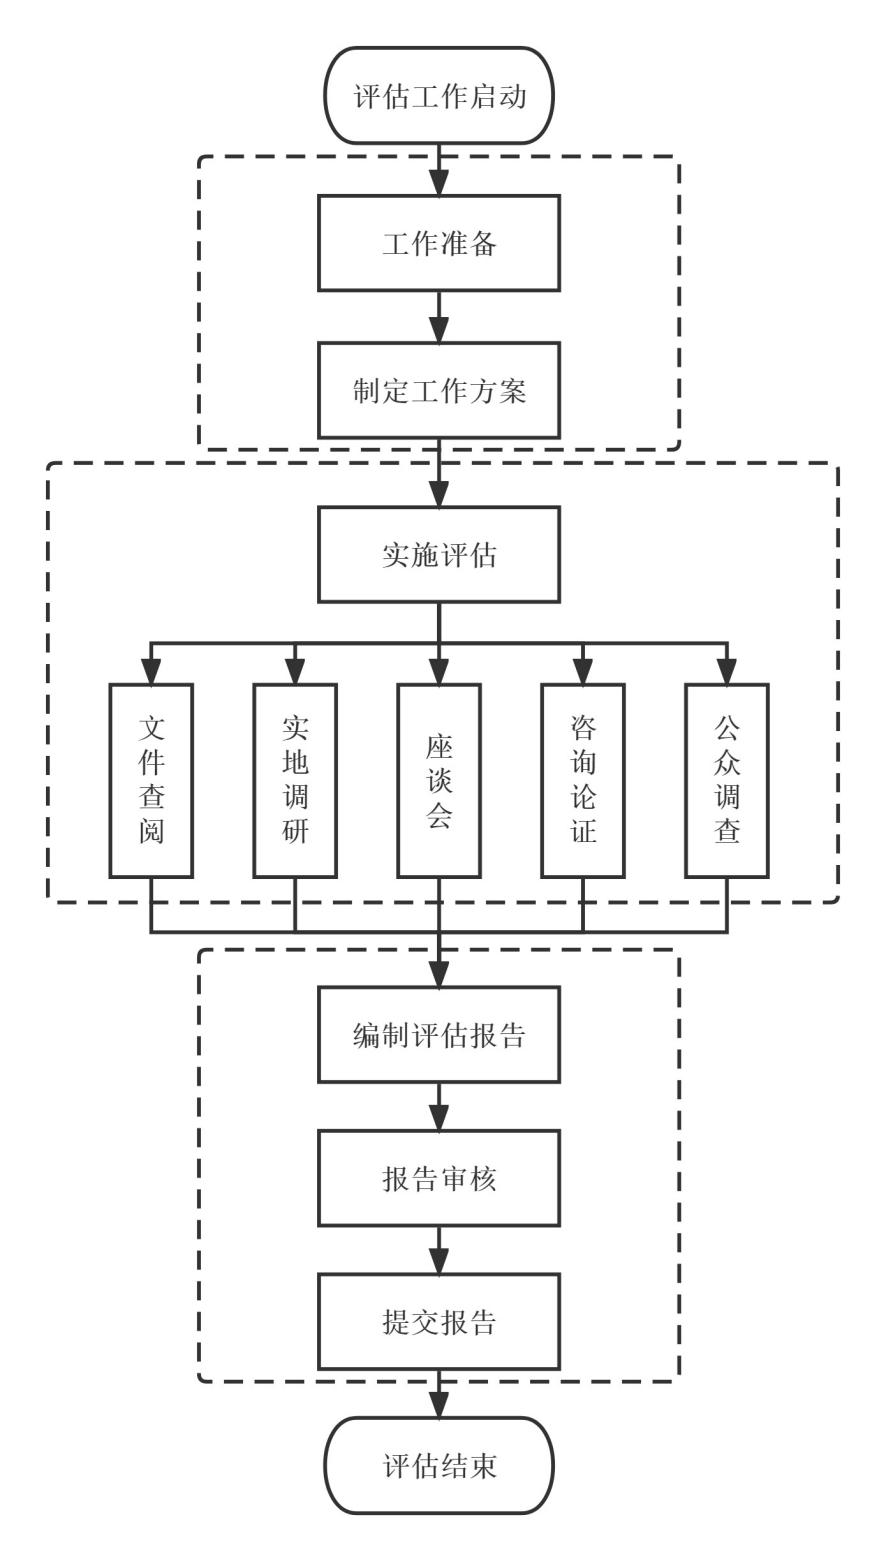 评估工作启动
工作准备
制定工作方案
实施评估
文件查阅
实地调研
座谈会
咨询论证
公众调查
编制评估报告
报告审核
提交报告
评估结束